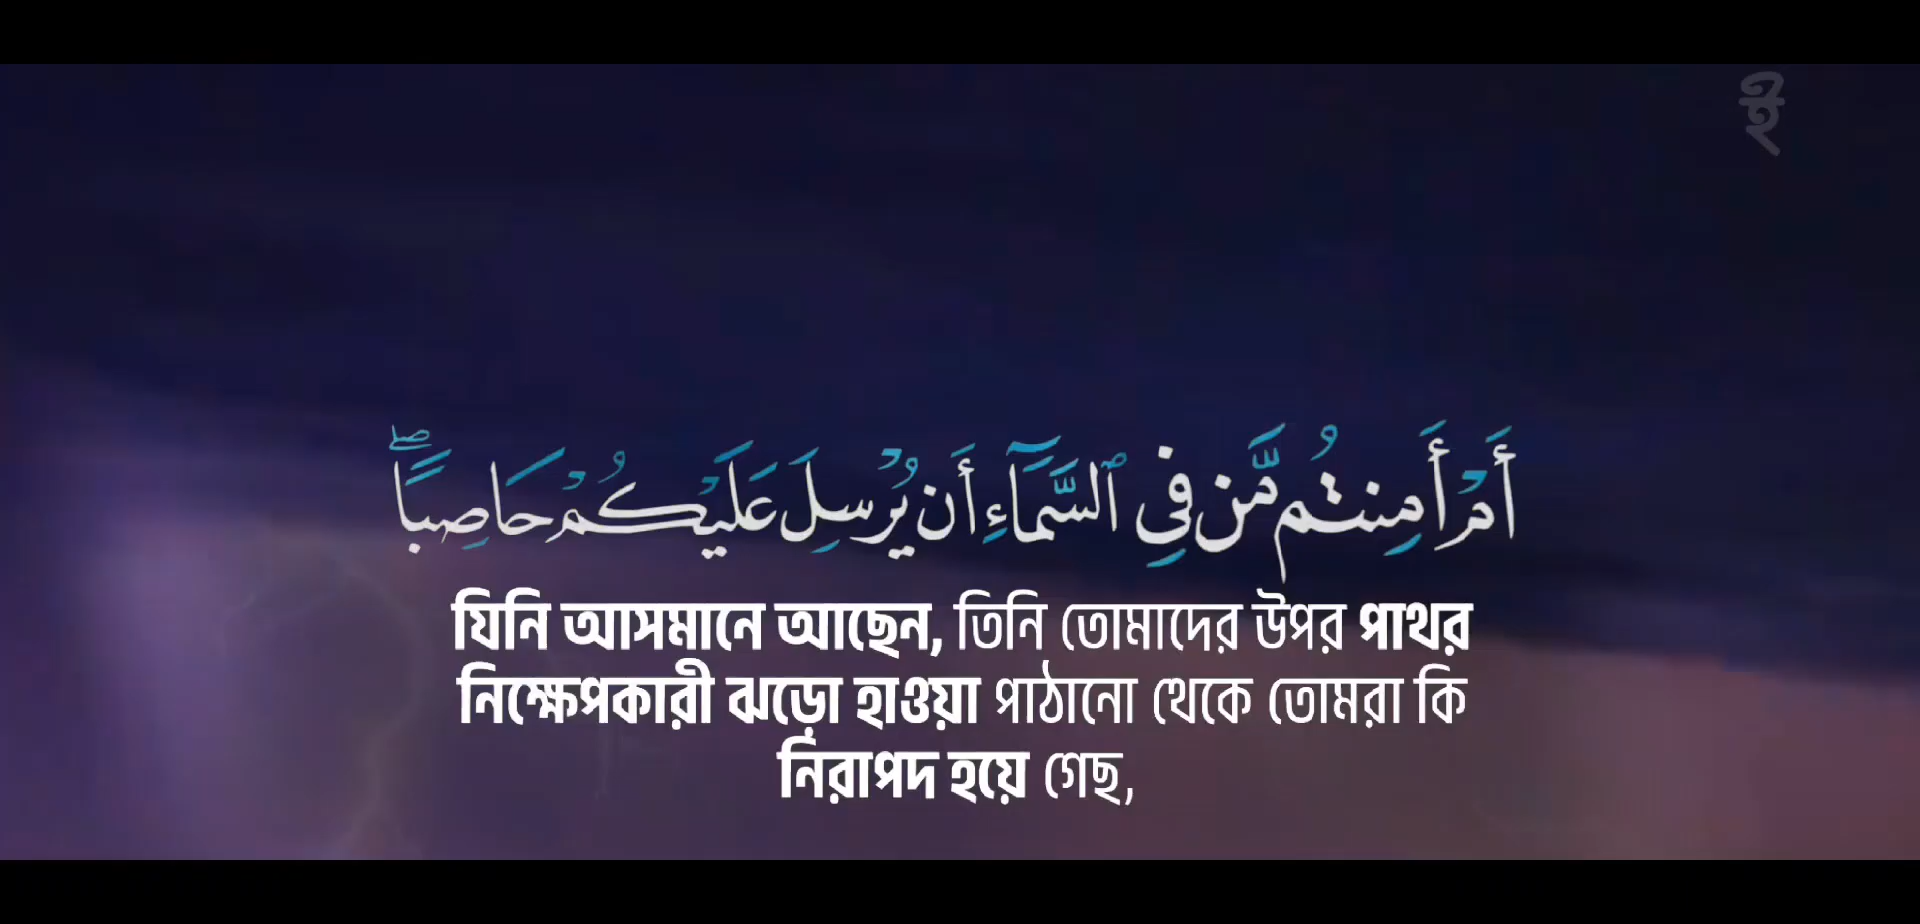 أَمْ أَمِنتُم مَّن فِي ٱلسَّمَآءِ أَن يُرْسِلَ عَلَيْكُمْ حَاصِبًاۖ
যিনি আসমানে আছেন, তিনি তোমাদের উপর পাথর
নিক্ষেপকারী ঝড়ো হাওয়া পাঠানো থেকে তোমরা কি
নিরাপদ হয়ে গেছ,